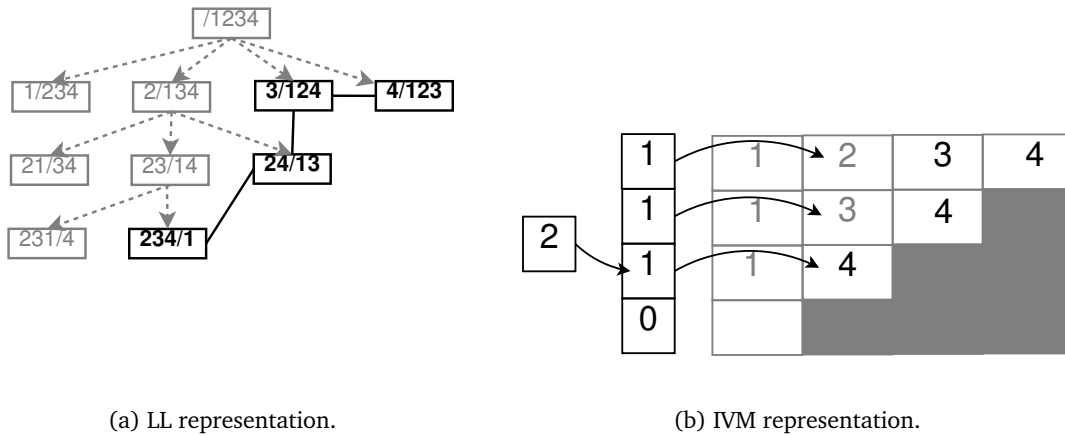 /1234
1/234 2/134 3/124 4/123
21/34 23/14 24/13
231/4 234/1
1 1 2 3 4
1 1 3 4
2 1 1 4
0
(a) LL representation.
(b) IVM representation.